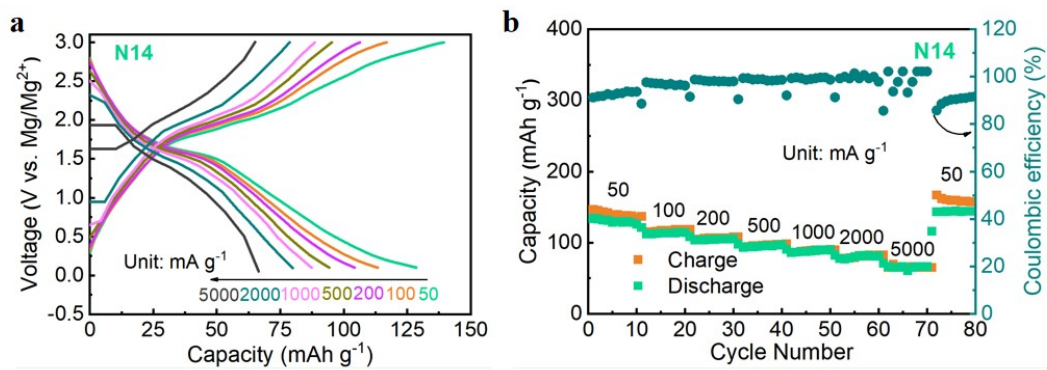 a
N14
Voltage (V vs. Mg/Mg²⁺)
3.0
2.5
2.0
1.5
1.0
0.5
0.0
-0.5
Unit: mA g⁻¹
5000 2000 1000 500 200 100 50
0 25 50 75 100 125 150
Capacity (mAh g⁻¹)
b
N14
Capacity (mAh g⁻¹)
400
300
200
100
0
Unit: mA g⁻¹
50
100
200
500
1000
2000
5000
50
Charge
Discharge
0 10 20 30 40 50 60 70 80
Cycle Number
120
100
80
60
40
20
0
Coulombic efficiency (%)